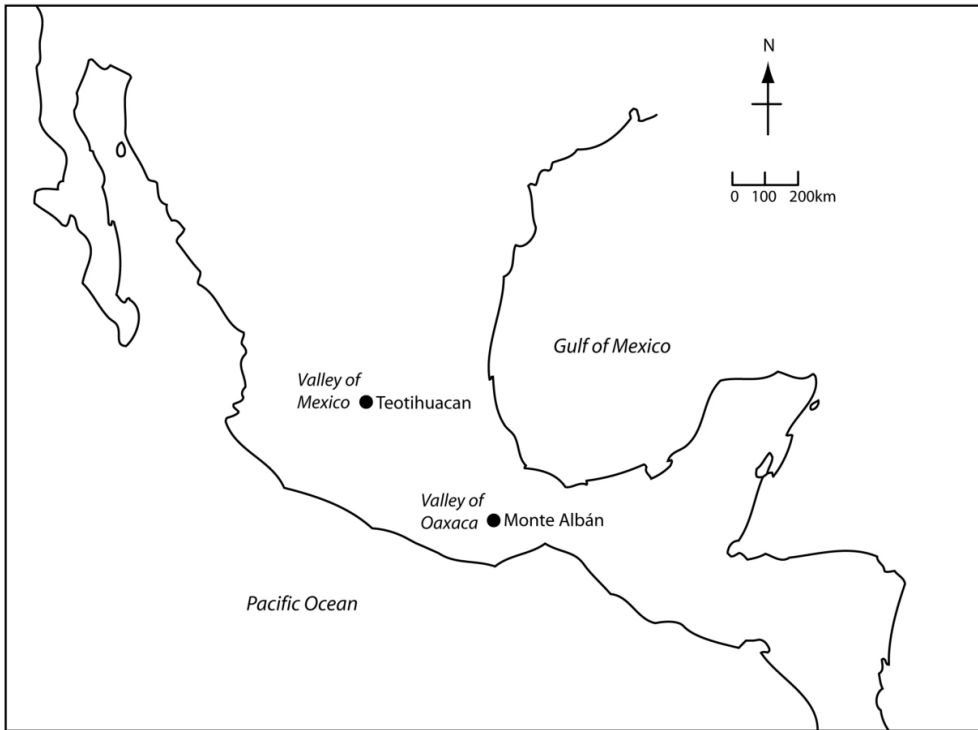 N
0 100 200km
Gulf of Mexico
Valley of
Mexico
Teotihuacan
Valley of
Oaxaca
Monte Albán
Pacific Ocean